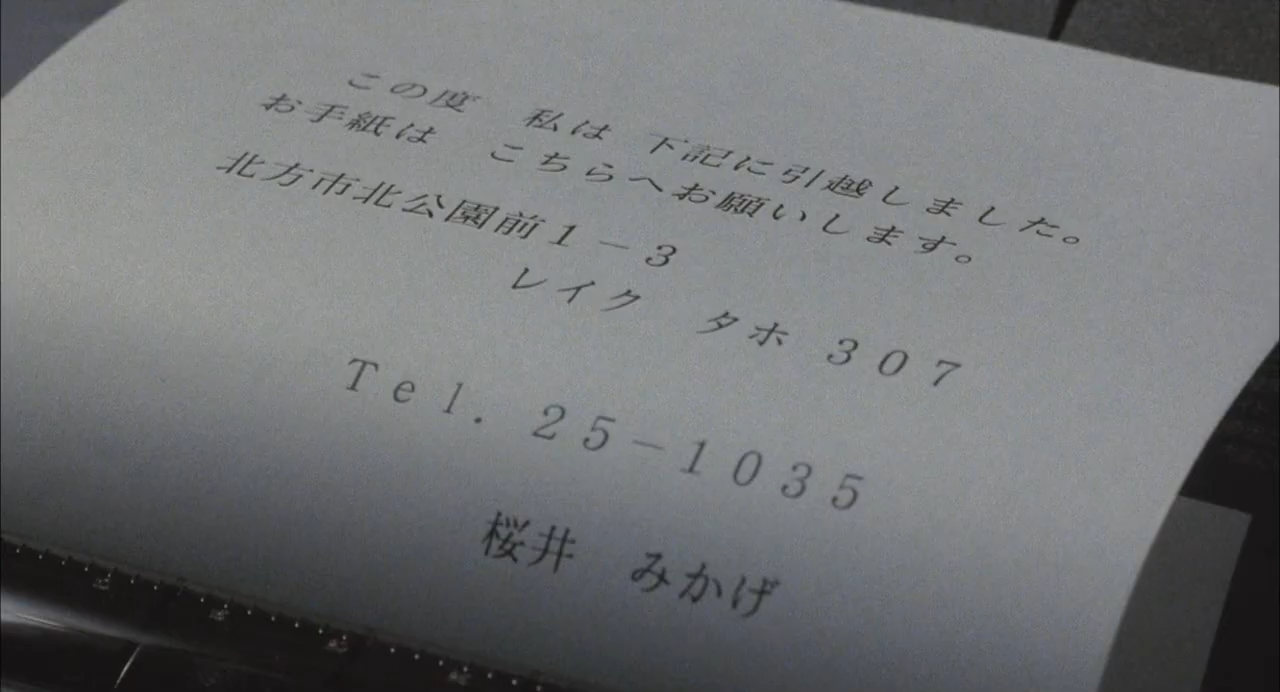 この度　私は　下記に引越しました。
お手紙は　こちらへお願いします。
北方市北公園前１－３
レイク　タホ　３０７
Ｔｅｌ．２５－１０３５
桜井　みかげ